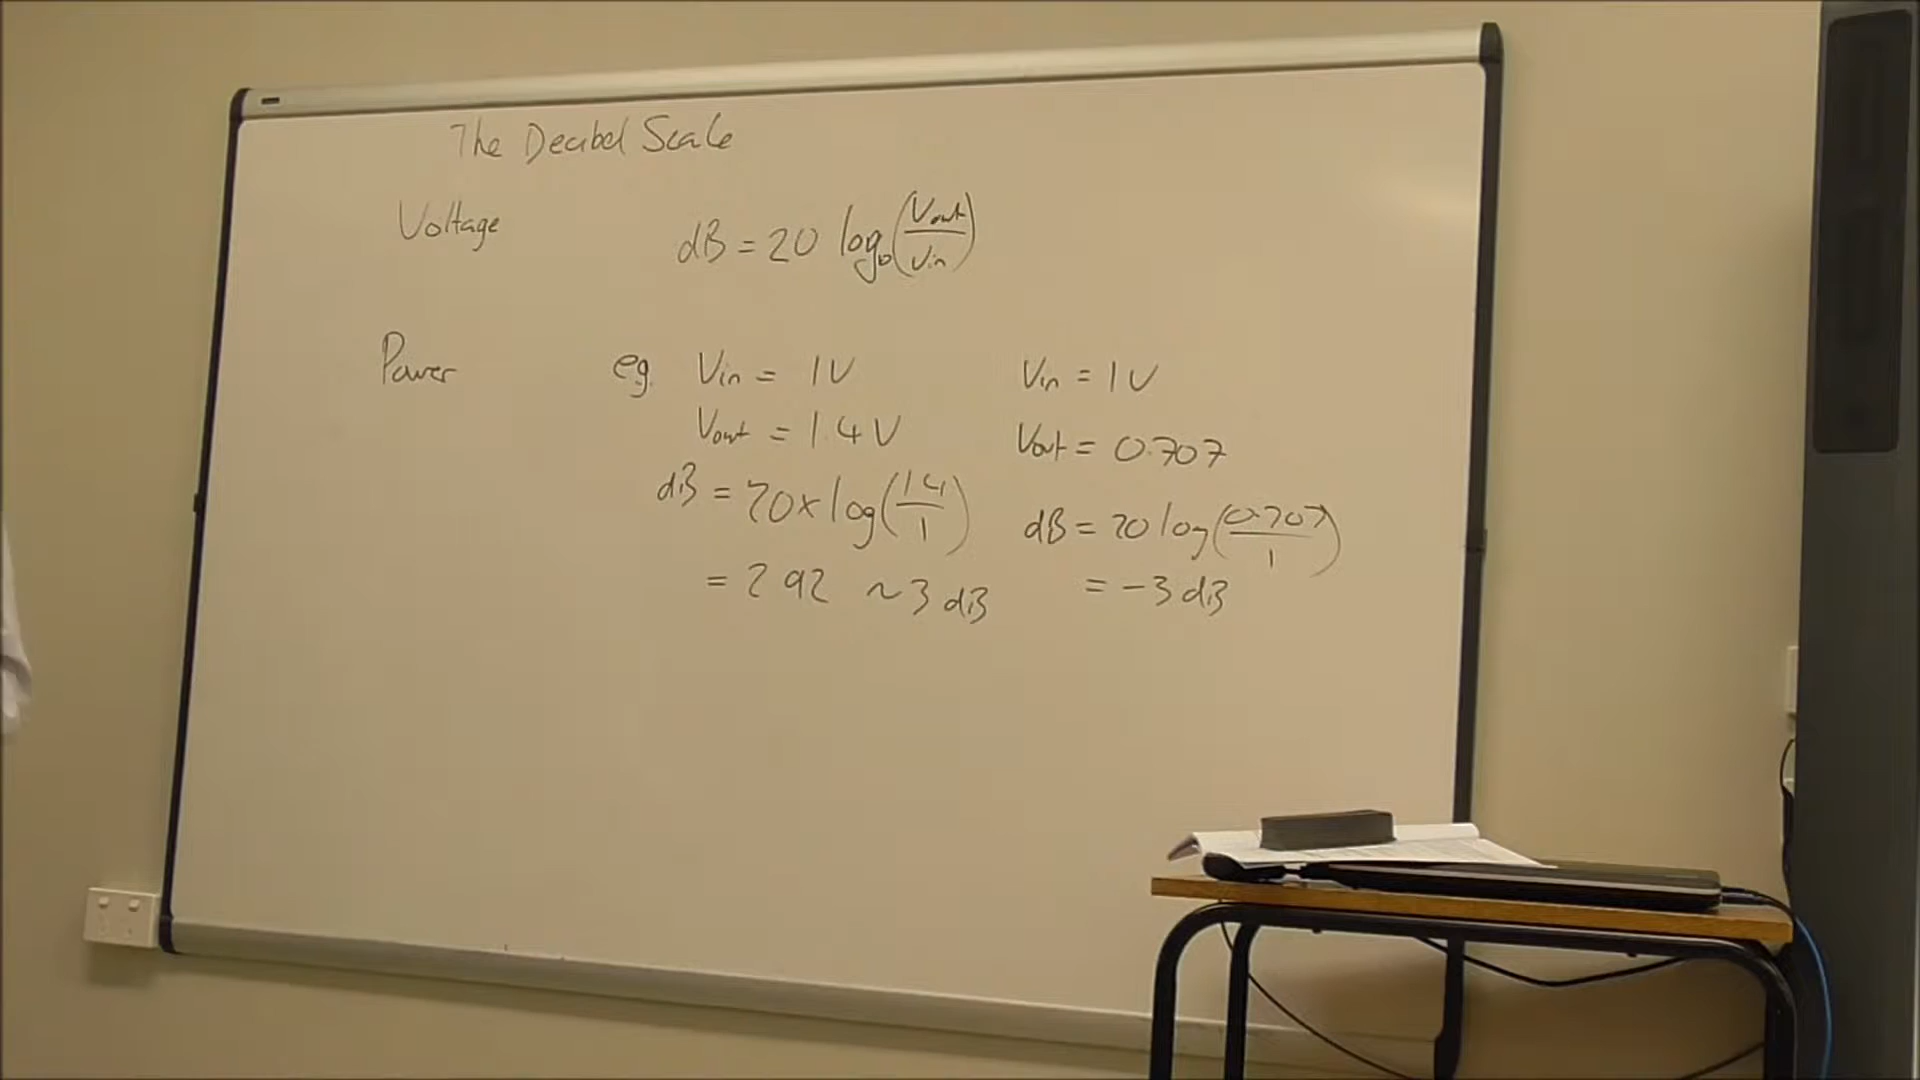 The Decibel Scale
Voltage
dB = 20 log₁₀(Vout/Vin)
Power
eg. Vin = 1V
Vout = 1.4V
dB = 20 x log(1.4/1)
= 2.92 ~ 3 dB
Vin = 1V
Vout = 0.707
dB = 20 log(0.707/1)
= -3 dB